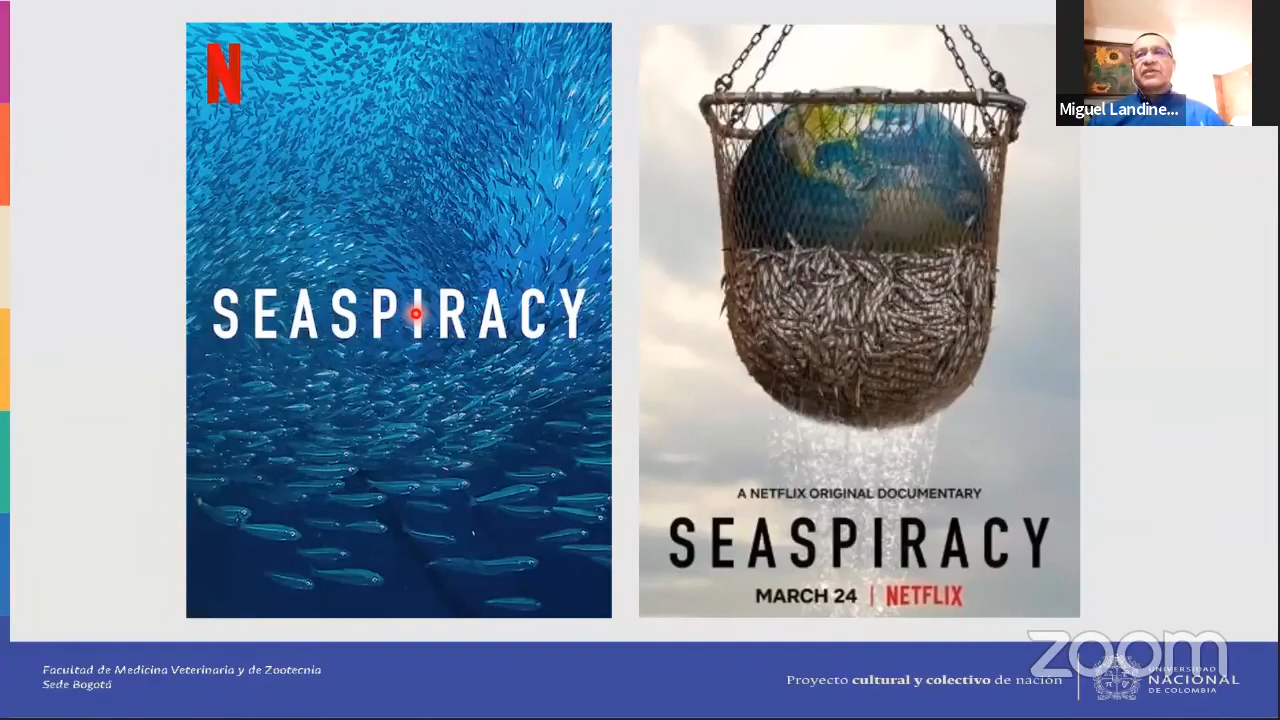 N
SEASPIRACY
A NETFLIX ORIGINAL DOCUMENTARY
SEASPIRACY
MARCH 24 | NETFLIX
Miguel Landine...
Facultad de Medicina Veterinaria y de Zootecnia
Sede Bogotá
Proyecto cultural y colectivo de nación
zoom
UNIVERSIDAD
NACIONAL
DE COLOMBIA